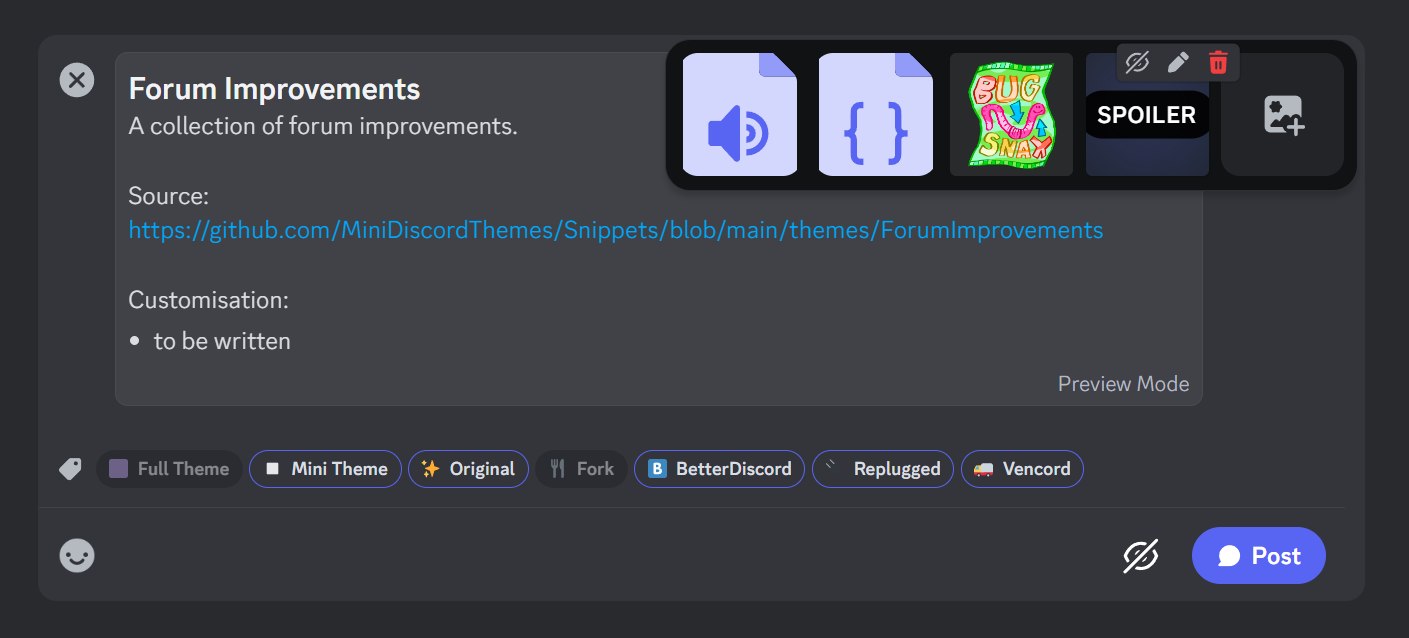 Forum Improvements
A collection of forum improvements.
Source:
https://github.com/MiniDiscordThemes/Snippets/blob/main/themes/ForumImprovements
Customisation:
• to be written
Preview Mode
{ }
BUG
SNAX
SPOILER
Full Theme
Mini Theme
Original
Fork
B BetterDiscord
Replugged
Vencord
Post